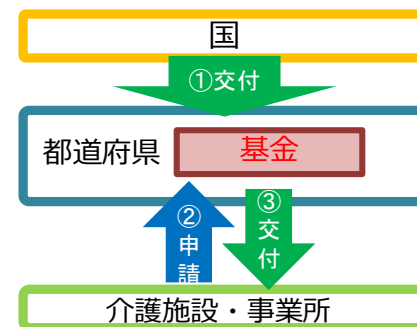 国
①交付
都道府県
基金
②申請
③交付
介護施設・事業所